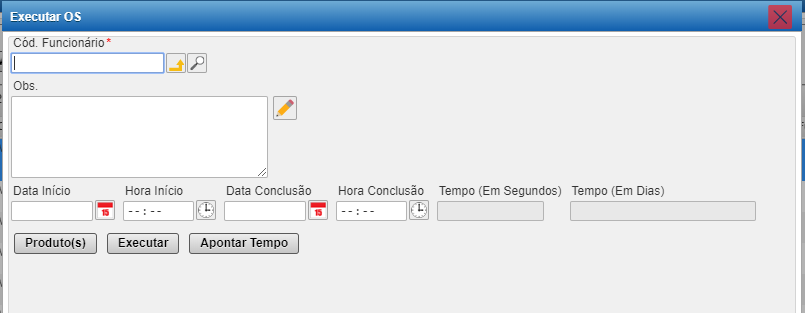 Executar OS
Cód. Funcionário*
Obs.
Data Início Hora Início Data Conclusão Hora Conclusão Tempo (Em Segundos) Tempo (Em Dias)
15 --:-- 15 --:--
Produto(s) Executar Apontar Tempo